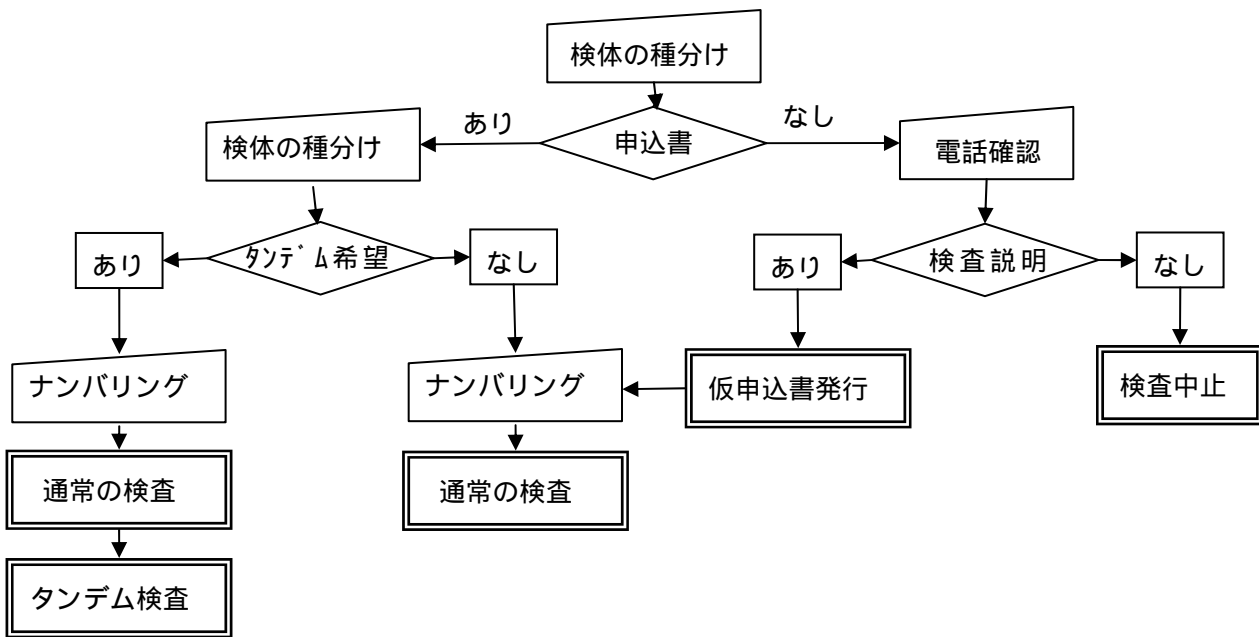 検体の種分け
あり
申込書
なし
検体の種分け
電話確認
あり
ﾀﾝﾃﾞﾑ希望
なし
あり
検査説明
なし
ナンバリング
ナンバリング
仮申込書発行
検査中止
通常の検査
通常の検査
タンデム検査